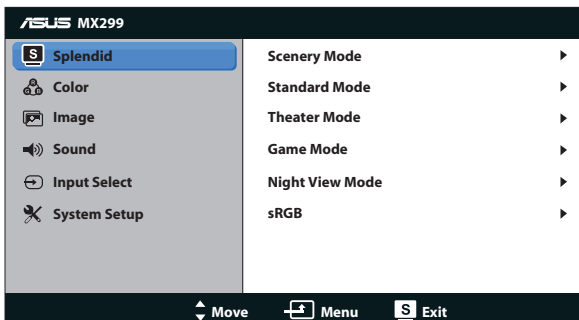 ASUS MX299
S Splendid
Color
Image
Sound
Input Select
System Setup
Scenery Mode
Standard Mode
Theater Mode
Game Mode
Night View Mode
sRGB
Move Menu S Exit